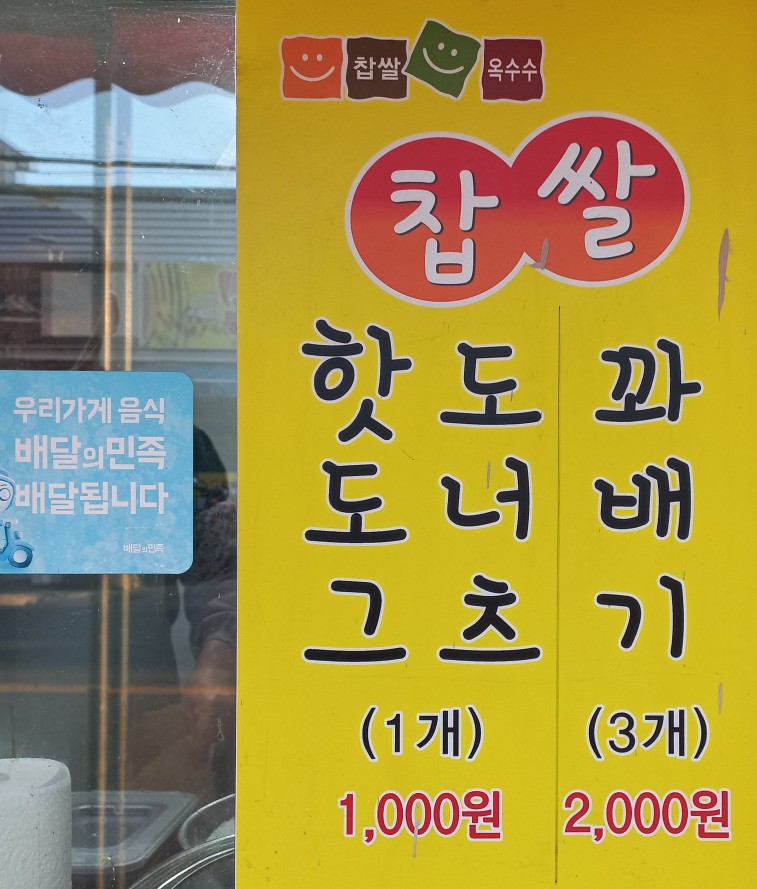 찹쌀
옥수수
찹쌀
핫도그
도너츠
(1개)
1,000원
꽈배기
(3개)
2,000원
우리가게 음식
배달의민족
배달됩니다
배달의민족